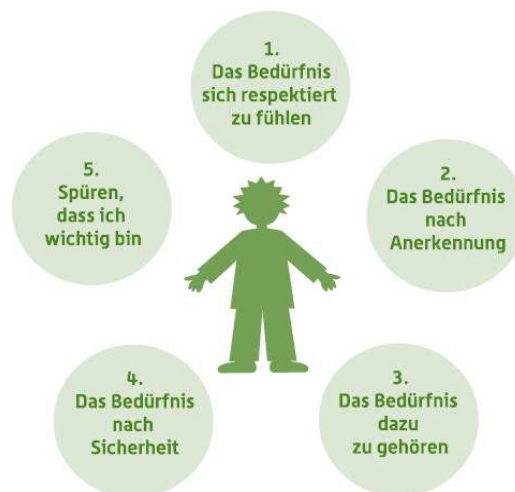 1.
Das Bedürfnis
sich respektiert
zu fühlen
2.
Das Bedürfnis
nach
Anerkennung
3.
Das Bedürfnis
dazu
zu gehören
4.
Das Bedürfnis
nach
Sicherheit
5.
Spüren,
dass ich
wichtig bin